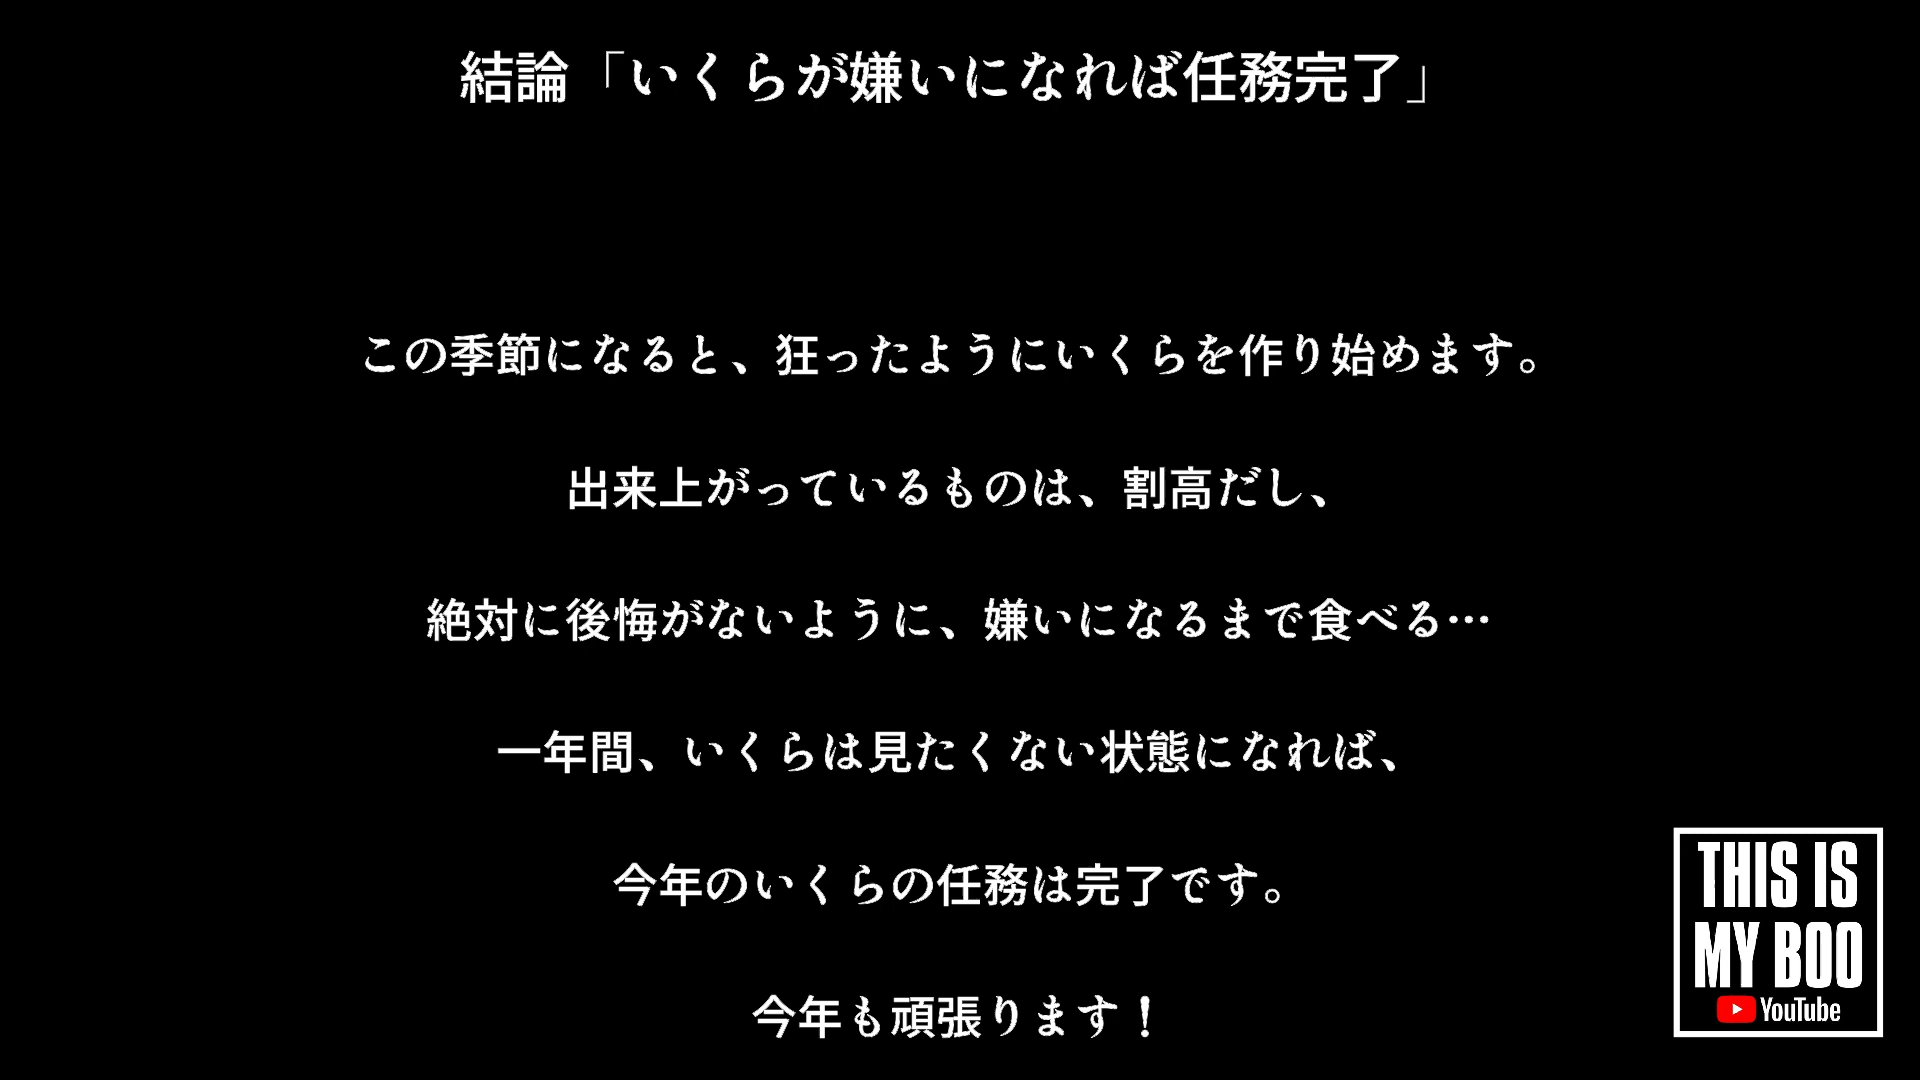 結論「いくらが嫌いになれば任務完了」
この季節になると、狂ったようにいくらを作り始めます。
出来上がっているものは、割高だし、
絶対に後悔がないように、嫌いになるまで食べる…
一年間、いくらは見たくない状態になれば、
今年のいくらの任務は完了です。
今年も頑張ります！
THIS IS
MY BOO
YouTube